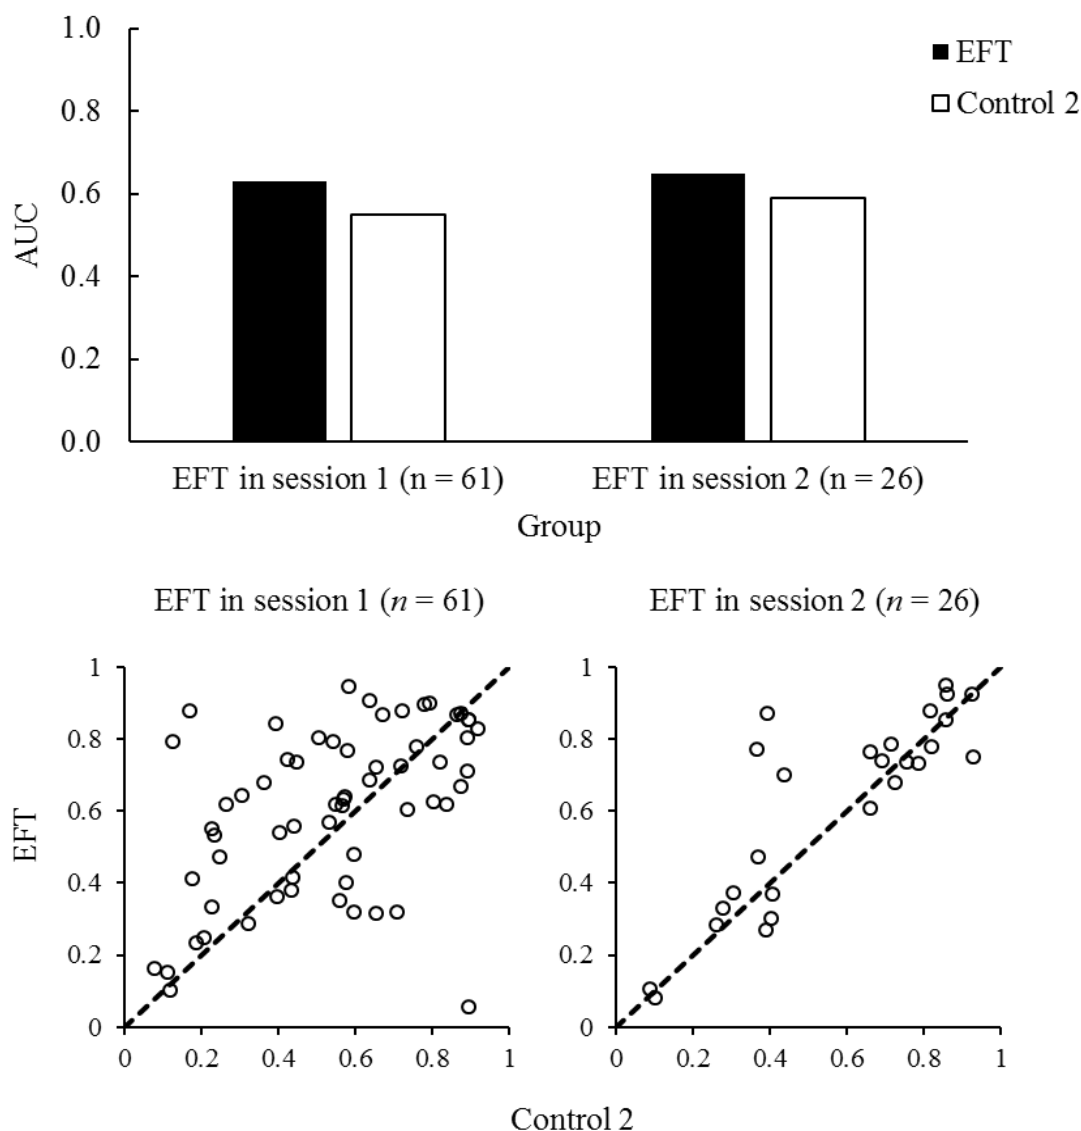 1.0
EFT
0.8
Control 2
0.6
AUC
0.4
0.2
0.0
EFT in session 1 (n = 61)
EFT in session 2 (n = 26)
Group
EFT in session 1 (n = 61)
EFT in session 2 (n = 26)
1
0.8
0.6
EFT
0.4
0.2
0
0 0.2 0.4 0.6 0.8 1
1
0.8
0.6
0.4
0.2
0
0 0.2 0.4 0.6 0.8 1
Control 2